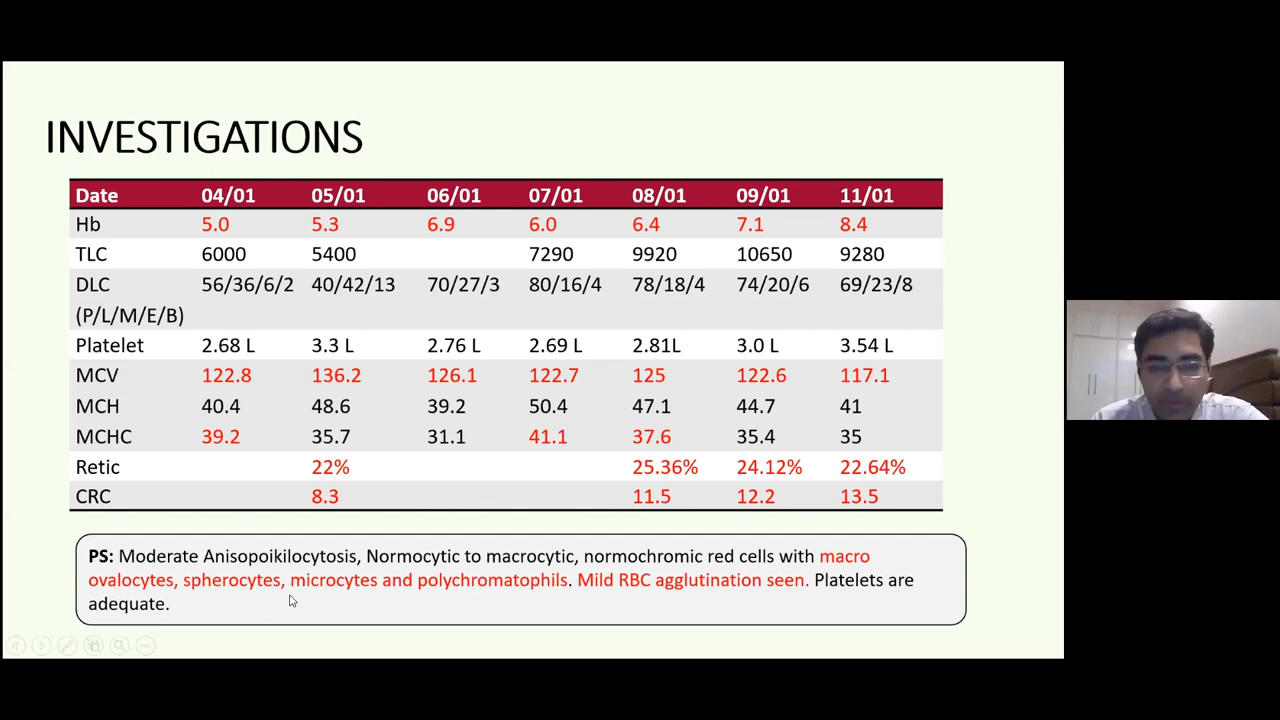 INVESTIGATIONS
Date 04/01 05/01 06/01 07/01 08/01 09/01 11/01
Hb 5.0 5.3 6.9 6.0 6.4 7.1 8.4
TLC 6000 5400 7290 9920 10650 9280
DLC 56/36/6/2 40/42/13 70/27/3 80/16/4 78/18/4 74/20/6 69/23/8
(P/L/M/E/B)
Platelet 2.68 L 3.3 L 2.76 L 2.69 L 2.81L 3.0 L 3.54 L
MCV 122.8 136.2 126.1 122.7 125 122.6 117.1
MCH 40.4 48.6 39.2 50.4 47.1 44.7 41
MCHC 39.2 35.7 31.1 41.1 37.6 35.4 35
Retic 22% 25.36% 24.12% 22.64%
CRC 8.3 11.5 12.2 13.5
PS: Moderate Anisopoikilocytosis, Normocytic to macrocytic, normochromic red cells with macro
ovalocytes, spherocytes, microcytes and polychromatophils. Mild RBC agglutination seen. Platelets are
adequate.